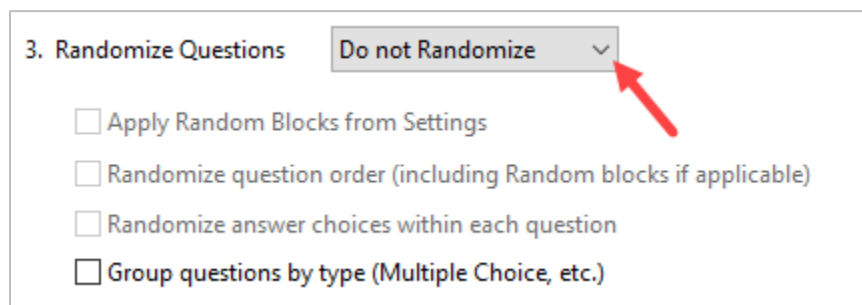 3. Randomize Questions Do not Randomize
Apply Random Blocks from Settings
Randomize question order (including Random blocks if applicable)
Randomize answer choices within each question
Group questions by type (Multiple Choice, etc.)